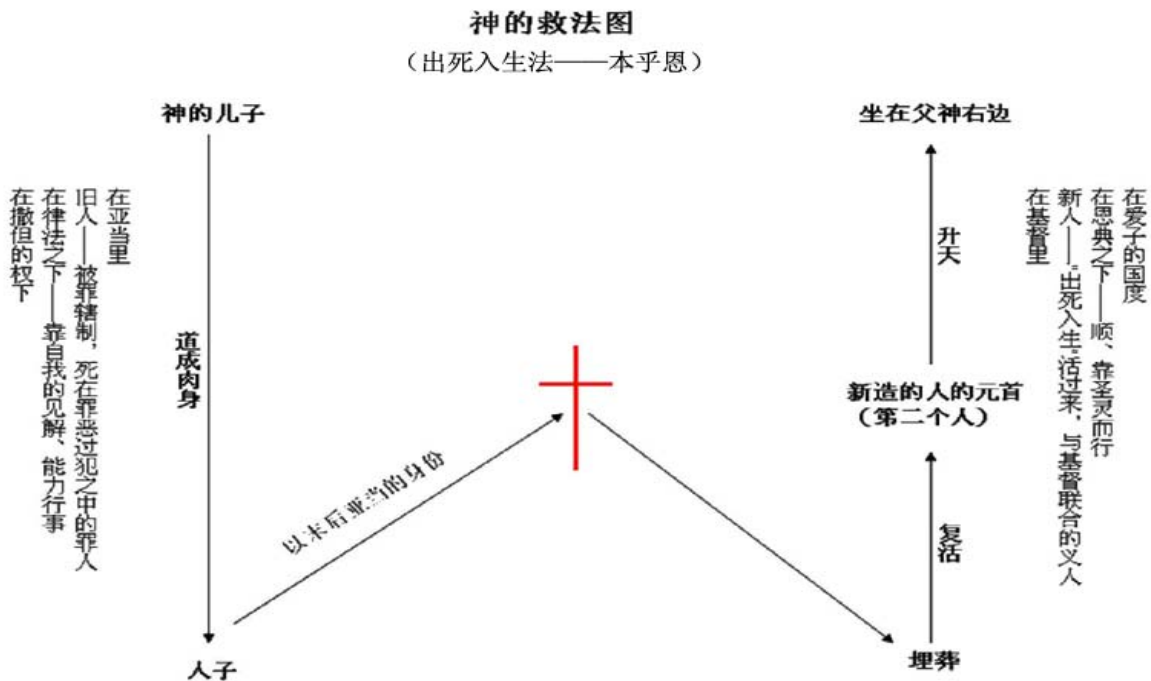 神的救法图
（出死入生法——本乎恩）
神的儿子
坐在父神右边
在亚当里
旧人——被罪辖制，死在罪恶过犯之中的罪人
在律法之下——靠自我的见解、能力行事
在撒但的权下
道成肉身
以末后亚当的身份
升天
新造的人的元首
（第二个人）
复活
在爱子的国度
在恩典之下——顺、靠圣灵而行
新人——“出死入生”活过来，与基督联合的义人
在基督里
人子
埋葬